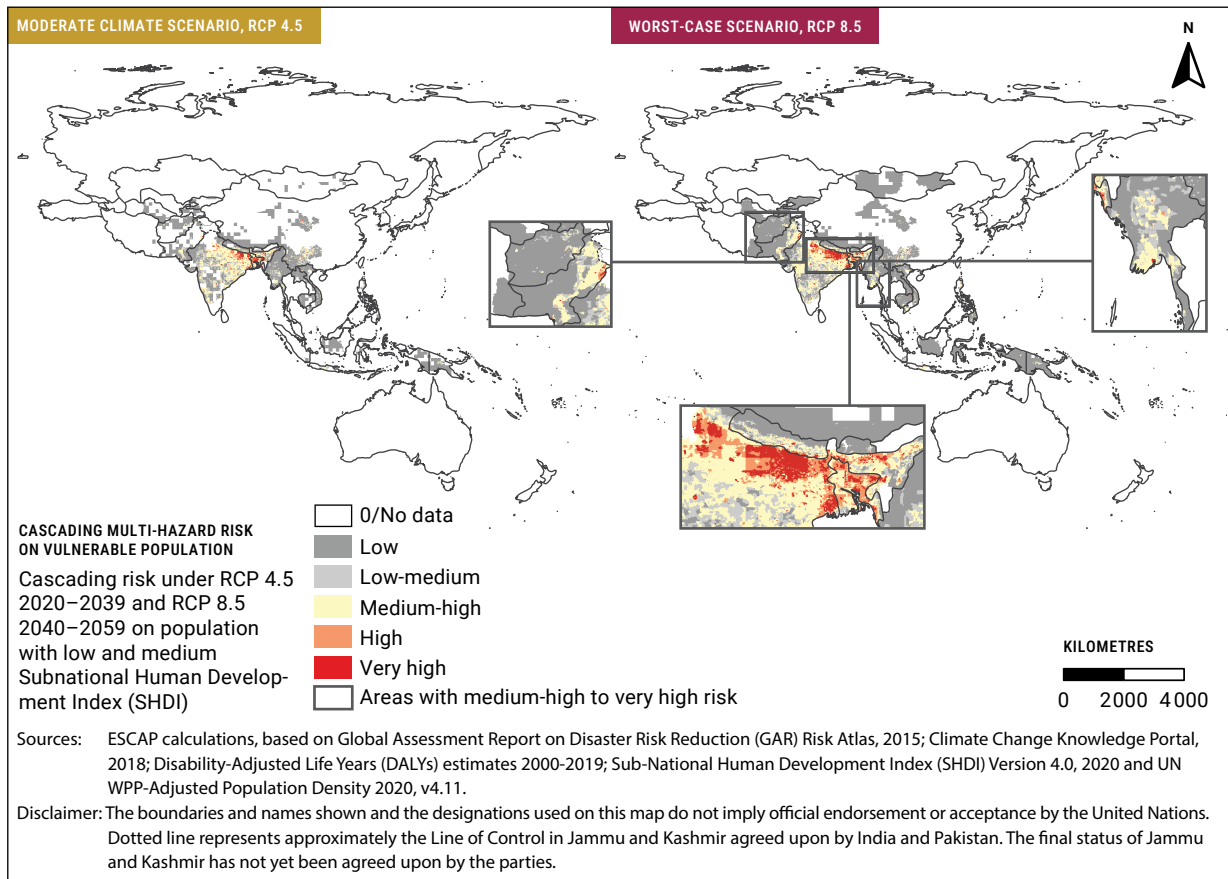 MODERATE CLIMATE SCENARIO, RCP 4.5
WORST-CASE SCENARIO, RCP 8.5
N
CASCADING MULTI-HAZARD RISK
ON VULNERABLE POPULATION
Cascading risk under RCP 4.5
2020–2039 and RCP 8.5
2040–2059 on population
with low and medium
Subnational Human Develop-
ment Index (SHDI)
0/No data
Low
Low-medium
Medium-high
High
Very high
Areas with medium-high to very high risk
KILOMETRES
0 2000 4 000
Sources: ESCAP calculations, based on Global Assessment Report on Disaster Risk Reduction (GAR) Risk Atlas, 2015; Climate Change Knowledge Portal,
2018; Disability-Adjusted Life Years (DALYs) estimates 2000-2019; Sub-National Human Development Index (SHDI) Version 4.0, 2020 and UN
WPP-Adjusted Population Density 2020, v4.11.
Disclaimer: The boundaries and names shown and the designations used on this map do not imply official endorsement or acceptance by the United Nations.
Dotted line represents approximately the Line of Control in Jammu and Kashmir agreed upon by India and Pakistan. The final status of Jammu
and Kashmir has not yet been agreed upon by the parties.